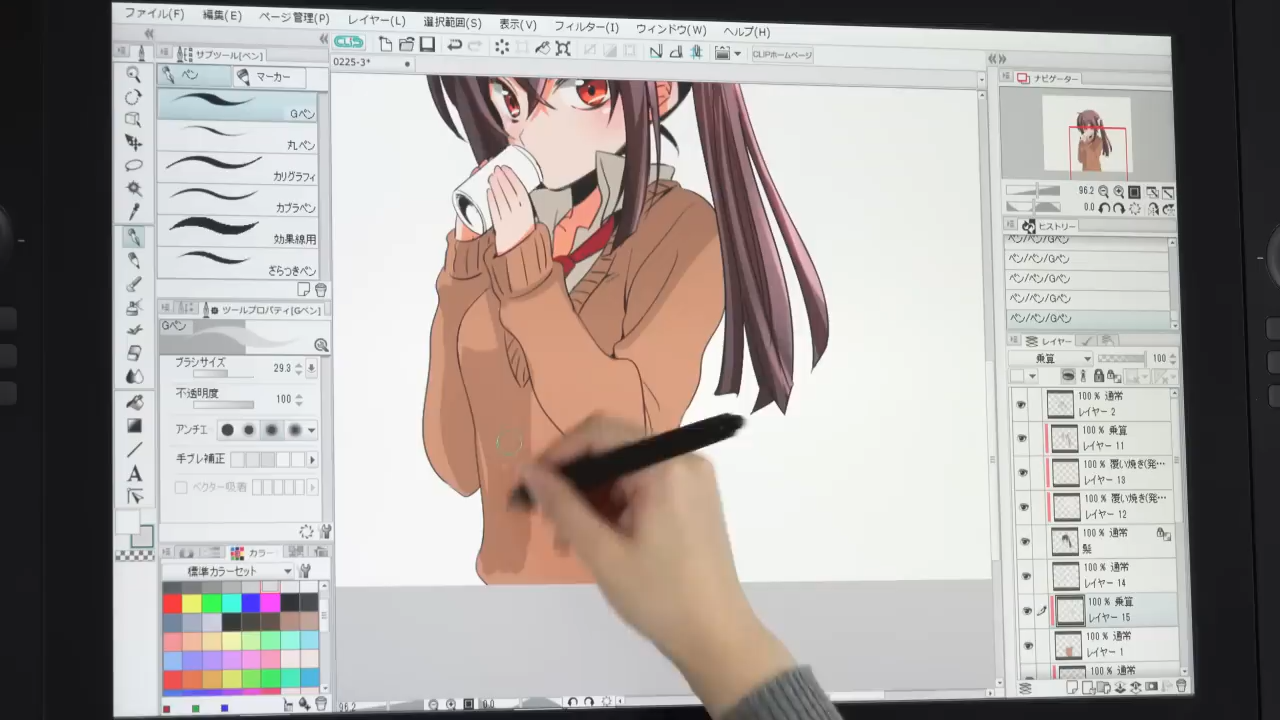 ファイル(F) 編集(E) ページ管理(P) レイヤー(L) 選択範囲(S) 表示(V) フィルター(I) ウィンドウ(W) ヘルプ(H)
サブツール[ペン]
CLIPホームページ
0225-3*
ペン マーカー
Gペン
丸ペン
カリグラフィ
カブラペン
効果線用
ざらつきペン
ツールプロパティ[Gペン]
Gペン
ブラシサイズ 29.3
不透明度 100
アンチエ
手ブレ補正
ベクター吸着
カラー
標準カラーセット
96.2 0.0
ナビゲーター
96.2
0.0
ヒストリー
ペン/ペン/Gペン
ペン/ペン/Gペン
ペン/ペン/Gペン
ペン/ペン/Gペン
ペン/ペン/Gペン
レイヤー
乗算 100
100 % 通常
レイヤー 2
100 % 乗算
レイヤー 11
100 % 覆い焼き(発…
レイヤー 13
100 % 覆い焼き(発…
レイヤー 12
100 % 通常
髪
100 % 通常
レイヤー 14
100 % 乗算
レイヤー 15
100 % 通常
レイヤー 1
100 % 通常